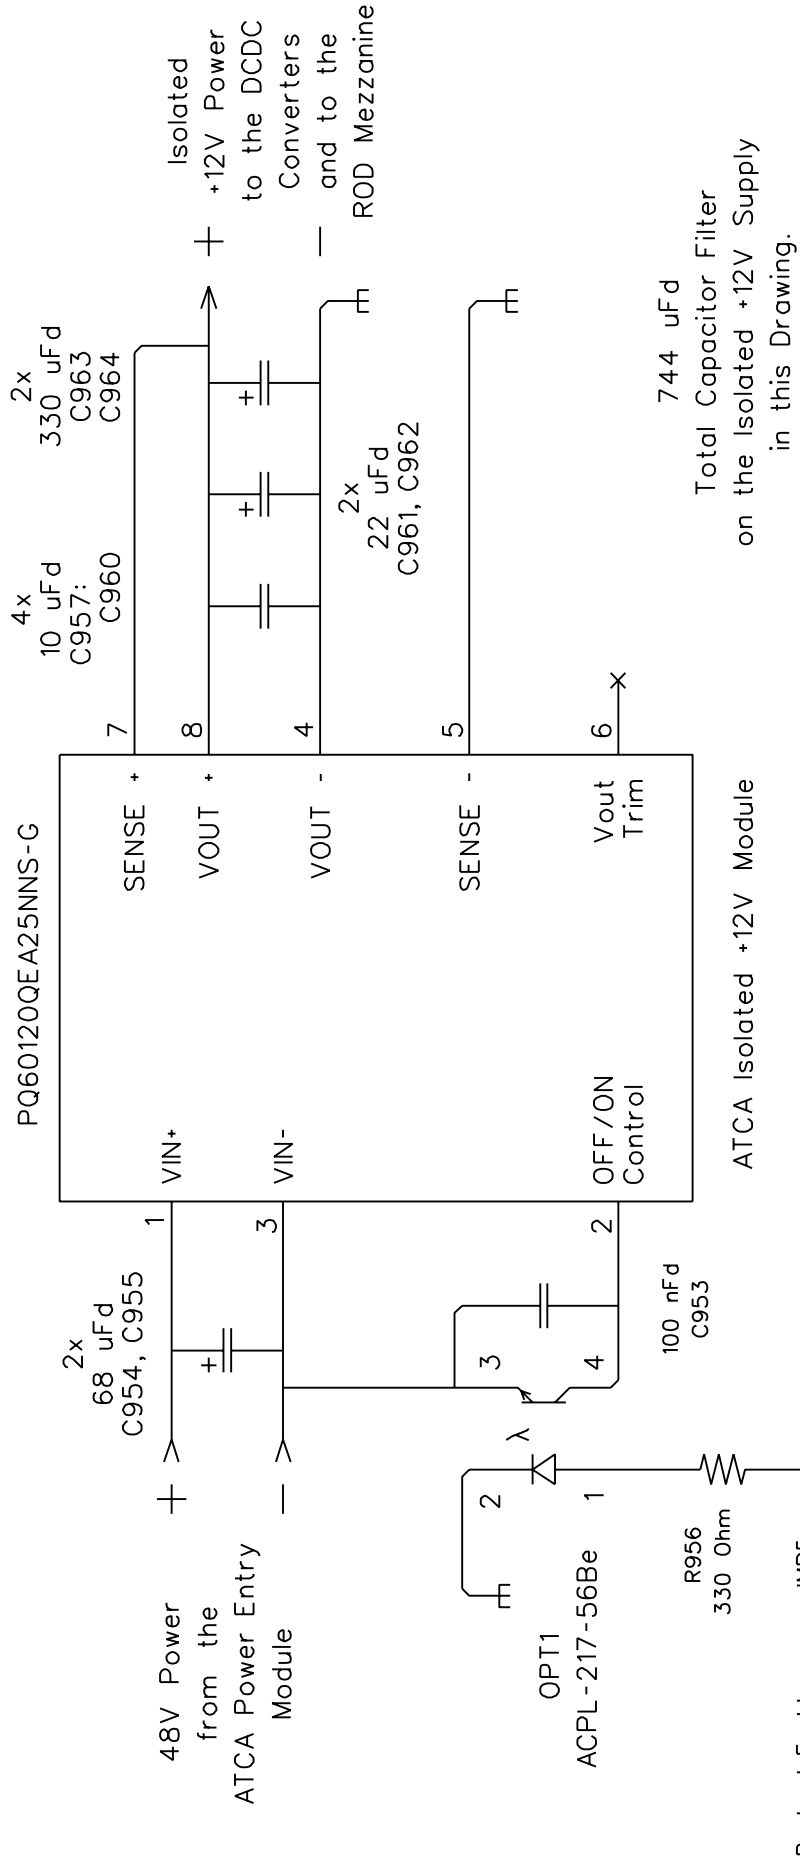 PQ60120QEA25NNS-G
2x
68 uFd
C954, C955
4x
10 uFd
C957:
C960
2x
330 uFd
C963
C964
48V Power
from the
ATCA Power Entry
Module
+
-
1
VIN+
3
VIN-
+
SENSE +
7
VOUT +
8
VOUT -
4
+
+
2x
22 uFd
C961, C962
+
-
Isolated
+12V Power
to the DCDC
Converters
and to the
ROD Mezzanine
SENSE -
5
Vout
Trim
6
OFF/ON
Control
2
3
4
λ
2
1
OPT1
ACPL-217-56Be
100 nFd
C953
R956
330 Ohm
ATCA Isolated +12V Module
744 uFd
Total Capacitor Filter
on the Isolated +12V Supply
in this Drawing.